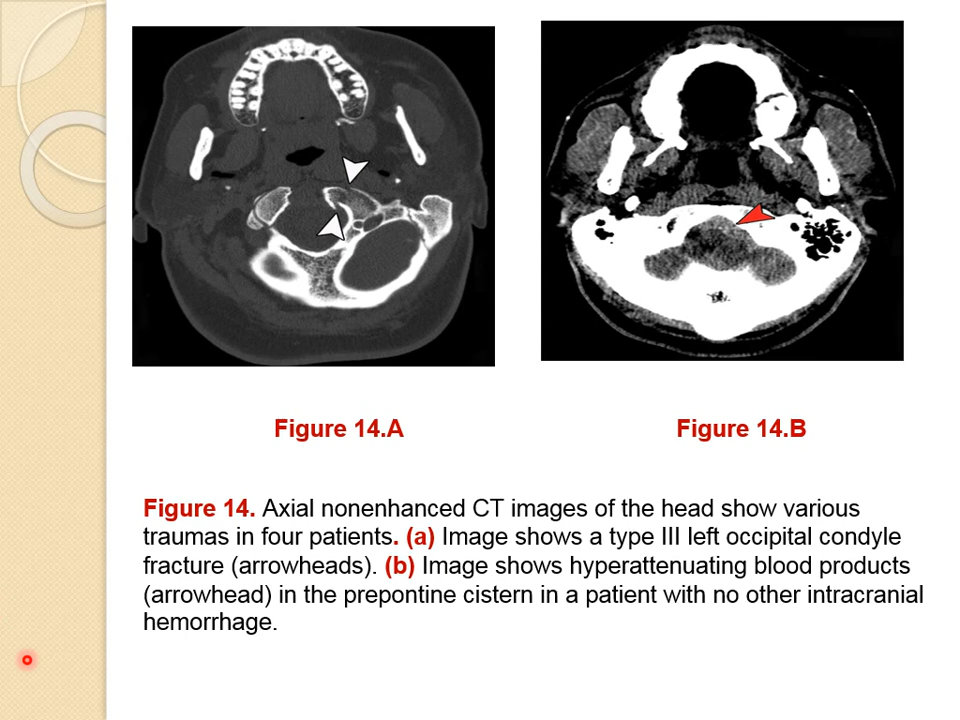 Figure 14.A
Figure 14.B
Figure 14. Axial nonenhanced CT images of the head show various
traumas in four patients. (a) Image shows a type III left occipital condyle
fracture (arrowheads). (b) Image shows hyperattenuating blood products
(arrowhead) in the prepontine cistern in a patient with no other intracranial
hemorrhage.